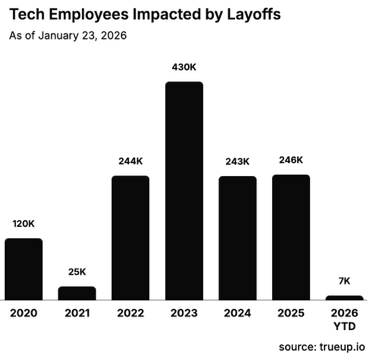 Tech Employees Impacted by Layoffs
As of January 23, 2026
430K
244K
243K
246K
120K
25K
7K
2020 2021 2022 2023 2024 2025 2026
YTD
source: trueup.io